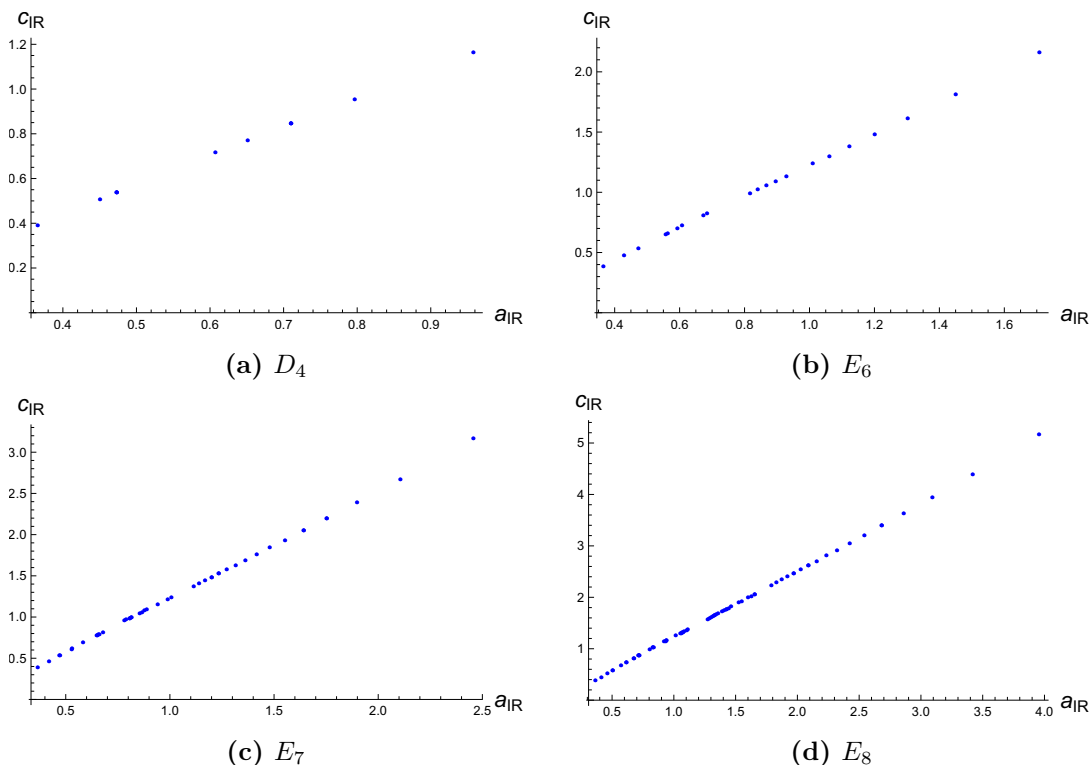 c_IR
1.2
1.0
0.8
0.6
0.4
0.2
0.4 0.5 0.6 0.7 0.8 0.9 a_IR
(a) D_4
c_IR
2.0
1.5
1.0
0.5
0.4 0.6 0.8 1.0 1.2 1.4 1.6 a_IR
(b) E_6
c_IR
3.0
2.5
2.0
1.5
1.0
0.5
0.5 1.0 1.5 2.0 2.5 a_IR
(c) E_7
c_IR
5
4
3
2
1
0.5 1.0 1.5 2.0 2.5 3.0 3.5 4.0 a_IR
(d) E_8